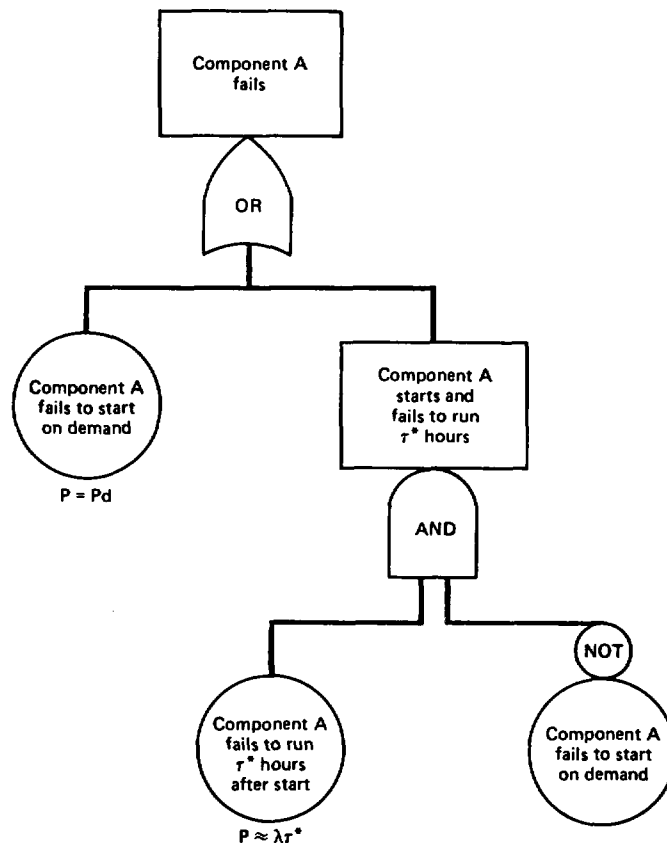 Component A
fails
OR
Component A
fails to start
on demand
P = Pd
Component A
starts and
fails to run
τ* hours
AND
NOT
Component A
fails to run
τ* hours
after start
P ≈ λτ*
Component A
fails to start
on demand